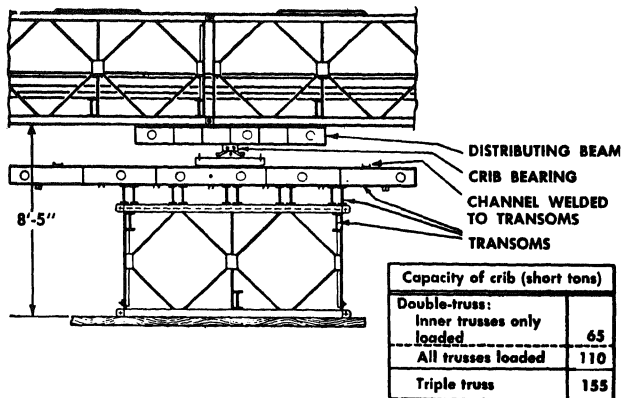 DISTRIBUTING BEAM
CRIB BEARING
CHANNEL WELDED
TO TRANSOMS
TRANSOMS
8'-5"
Capacity of crib (short tons)
Double-truss:
Inner trusses only
loaded 65
All trusses loaded 110
Triple truss 155